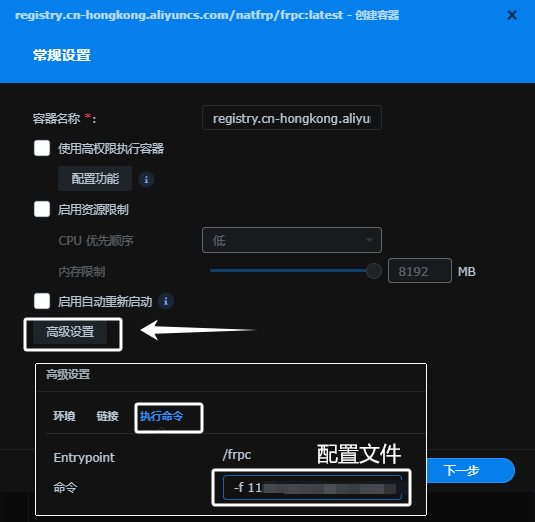 registry.cn-hongkong.aliyuncs.com/natfrp/frpc:latest - 创建容器
常规设置
容器名称 *: registry.cn-hongkong.aliyun
使用高权限执行容器
配置功能
启用资源限制
CPU 优先顺序 低
内存限制 8192 MB
启用自动重新启动
高级设置
高级设置
环境 链接 执行命令
Entrypoint /frpc
配置文件
命令 -f 11
下一步